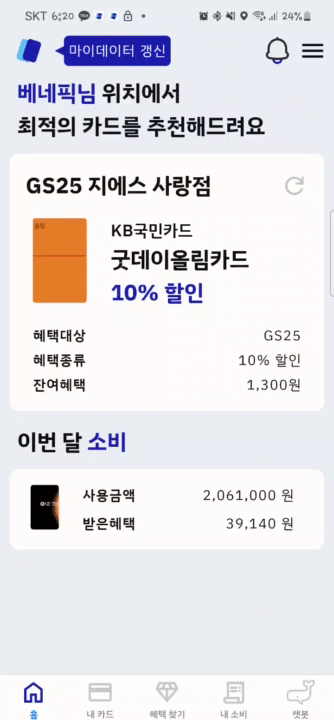 SKT 6:20
24%
마이데이터 갱신
베네픽님 위치에서
최적의 카드를 추천해드려요
GS25 지에스 사랑점
올림
KB국민카드
굿데이올림카드
10% 할인
혜택대상 GS25
혜택종류 10% 할인
잔여혜택 1,300원
이번 달 소비
사용금액 2,061,000 원
받은혜택 39,140 원
홈 내 카드 혜택 찾기 내 소비 챗봇